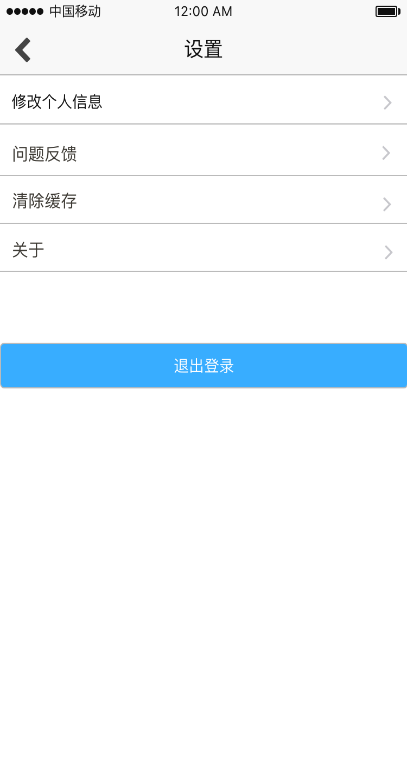 中国移动 12:00 AM
设置
修改个人信息
问题反馈
清除缓存
关于
退出登录